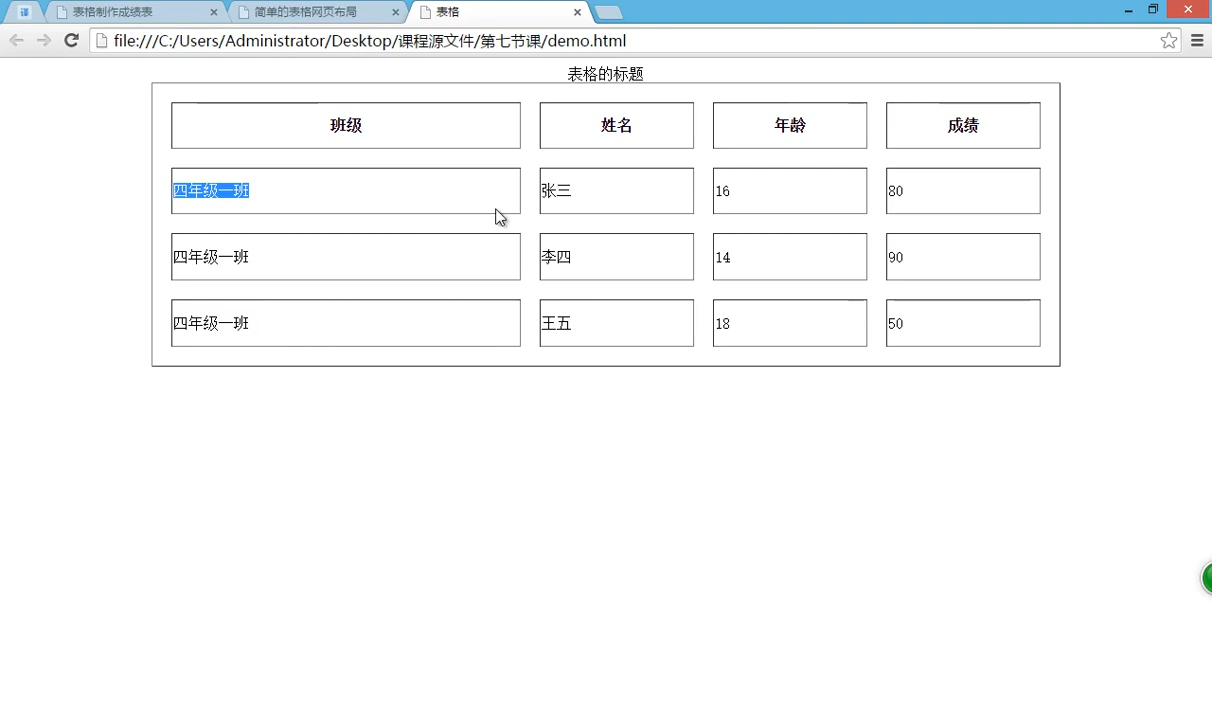 表格制作成绩表 简单的表格网页布局 表格
file:///C:/Users/Administrator/Desktop/课程源文件/第七节课/demo.html
表格的标题
班级 姓名 年龄 成绩
四年级一班 张三 16 80
四年级一班 李四 14 90
四年级一班 王五 18 50